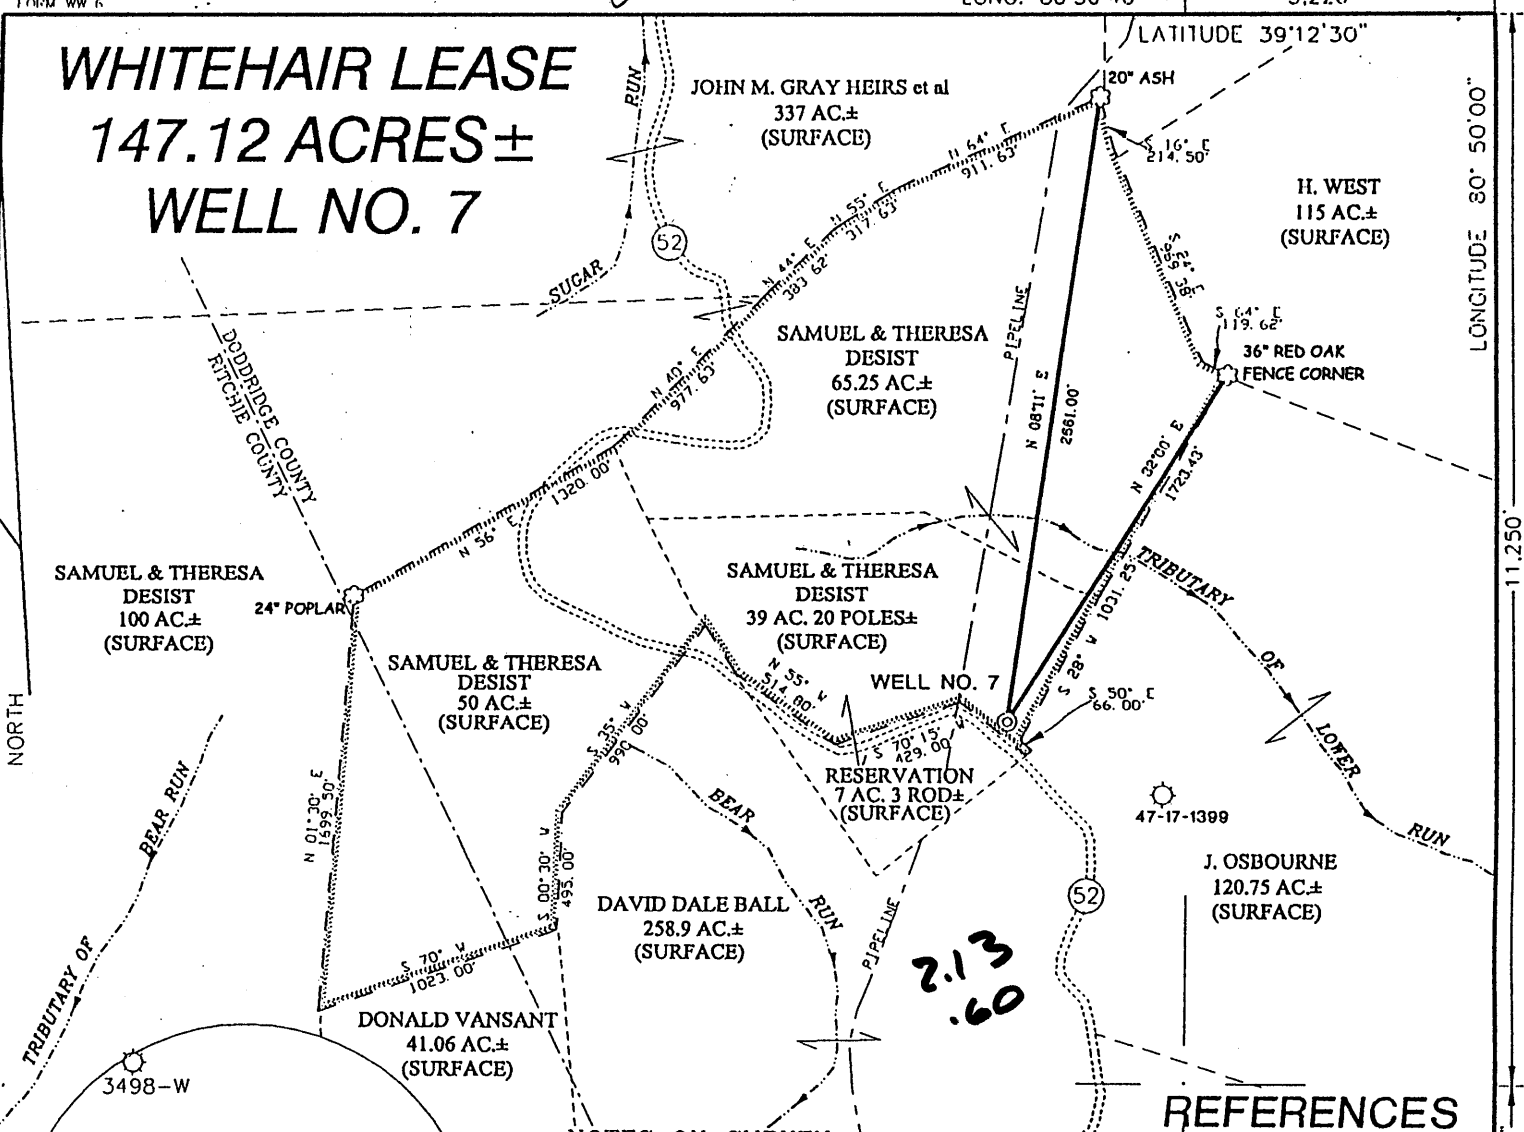 WHITEHAIR LEASE
147.12 ACRES±
WELL NO. 7
LATITUDE 39°12'30"
LONGITUDE 80° 50'00"
20" ASH
RUN
JOHN M. GRAY HEIRS et al
337 AC.±
(SURFACE)
N 64° E
911.63'
S 16° E
214.50'
H. WEST
115 AC.±
(SURFACE)
N 55° E
317.63'
52
N 44° E
383 62'
SUGAR
S 24° E
PIPELINE
S 64° E
119.62'
36" RED OAK
FENCE CORNER
SAMUEL & THERESA
DESIST
65.25 AC.±
(SURFACE)
DODDRIDGE COUNTY
RITCHIE COUNTY
N 40° E
977.63'
N 08°11' E
2561.00'
N 32°00' E
1723.43'
1320.00'
N 56° E
11,250'
SAMUEL & THERESA
DESIST
100 AC.±
(SURFACE)
24" POPLAR
SAMUEL & THERESA
DESIST
39 AC. 20 POLES±
(SURFACE)
TRIBUTARY
OF
LOWER
RUN
S 28° W 1031.25'
SAMUEL & THERESA
DESIST
50 AC.±
(SURFACE)
N 55° W
514.80'
WELL NO. 7
S 50° E
66.00'
NORTH
S 35° W
990.00'
S 70°15' W
429.00'
RESERVATION
7 AC. 3 ROD±
(SURFACE)
N 01°30' E
1699.50'
BEAR RUN
TRIBUTARY OF
BEAR
RUN
47-17-1399
S 00°30' W
495.00'
J. OSBOURNE
120.75 AC.±
(SURFACE)
DAVID DALE BALL
258.9 AC.±
(SURFACE)
52
PIPELINE
S 70° W
1023.00'
2.13
.60
DONALD VANSANT
41.06 AC.±
(SURFACE)
3498-W
REFERENCES